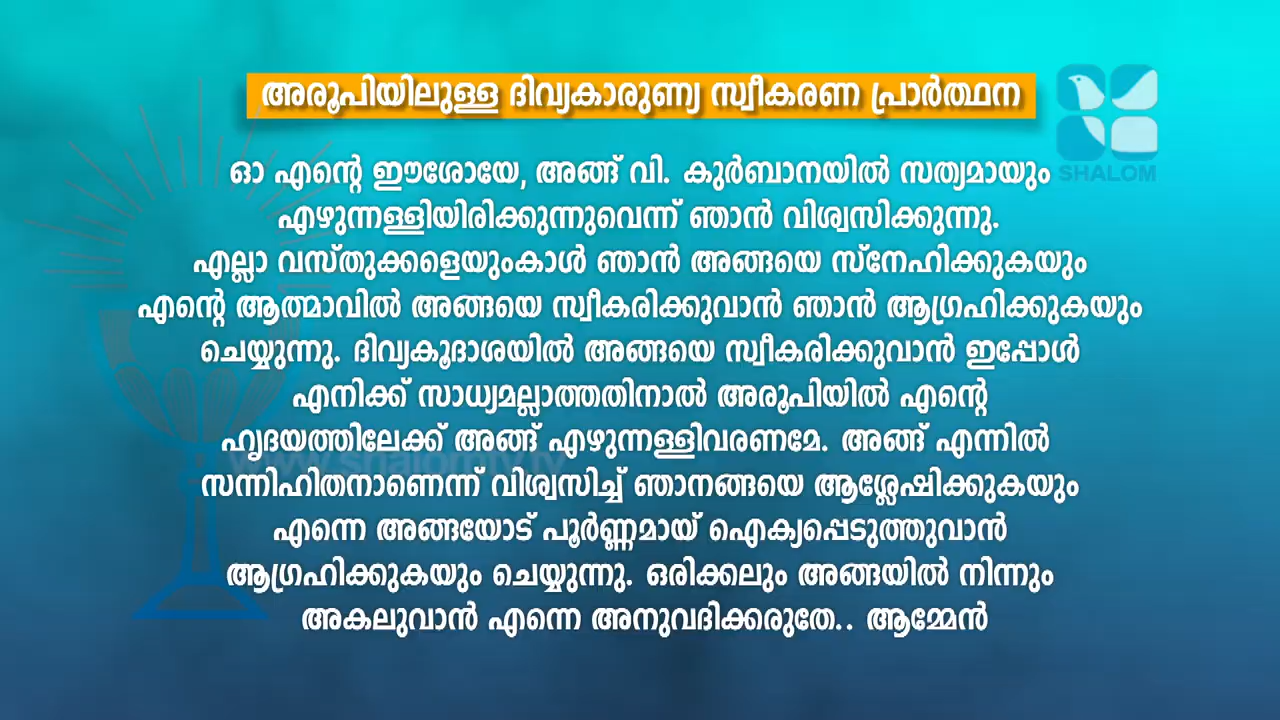 അരൂപിയിലുള്ള ദിവ്യകാരുണ്യ സ്വീകരണ പ്രാർത്ഥന
SHALOM
ഓ എന്റെ ഈശോയേ, അങ്ങ് വി. കുർബാനയിൽ സത്യമായും
എഴുന്നള്ളിയിരിക്കുന്നുവെന്ന് ഞാൻ വിശ്വസിക്കുന്നു.
എല്ലാ വസ്തുക്കളെയുംകാൾ ഞാൻ അങ്ങയെ സ്നേഹിക്കുകയും
എന്റെ ആത്മാവിൽ അങ്ങയെ സ്വീകരിക്കുവാൻ ഞാൻ ആഗ്രഹിക്കുകയും
ചെയ്യുന്നു. ദിവ്യകൂദാശയിൽ അങ്ങയെ സ്വീകരിക്കുവാൻ ഇപ്പോൾ
എനിക്ക് സാധ്യമല്ലാത്തതിനാൽ അരൂപിയിൽ എന്റെ
ഹൃദയത്തിലേക്ക് അങ്ങ് എഴുന്നള്ളിവരണമേ. അങ്ങ് എന്നിൽ
സന്നിഹിതനാണെന്ന് വിശ്വസിച്ച് ഞാനങ്ങയെ ആശ്ലേഷിക്കുകയും
എന്നെ അങ്ങയോട് പൂർണ്ണമായ് ഐക്യപ്പെടുത്തുവാൻ
ആഗ്രഹിക്കുകയും ചെയ്യുന്നു. ഒരിക്കലും അങ്ങയിൽ നിന്നും
അകലുവാൻ എന്നെ അനുവദിക്കരുതേ.. ആമ്മേൻ